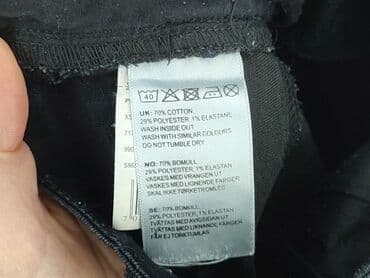 40
UK: 70% COTTON
29% POLYESTER, 1% ELASTANE
WASH INSIDE OUT
WASH WITH SIMILAR COLOURS
DO NOT TUMBLE DRY
NO: 70% BOMULL
29% POLYESTER, 1% ELASTAN
VASKES MED VRANGEN UT
VASKES MED LIGNENDE FARGER
SKAL IKKE TØRKETROMLES
SE: 70% BOMULL
29% POLYESTER, 1% ELASTAN
TVÄTTAS MED AVIGSIDAN UT
TVÄTTAS MED LIKNANDE FÄRGER
FÅR EJ TORKTUMLAS